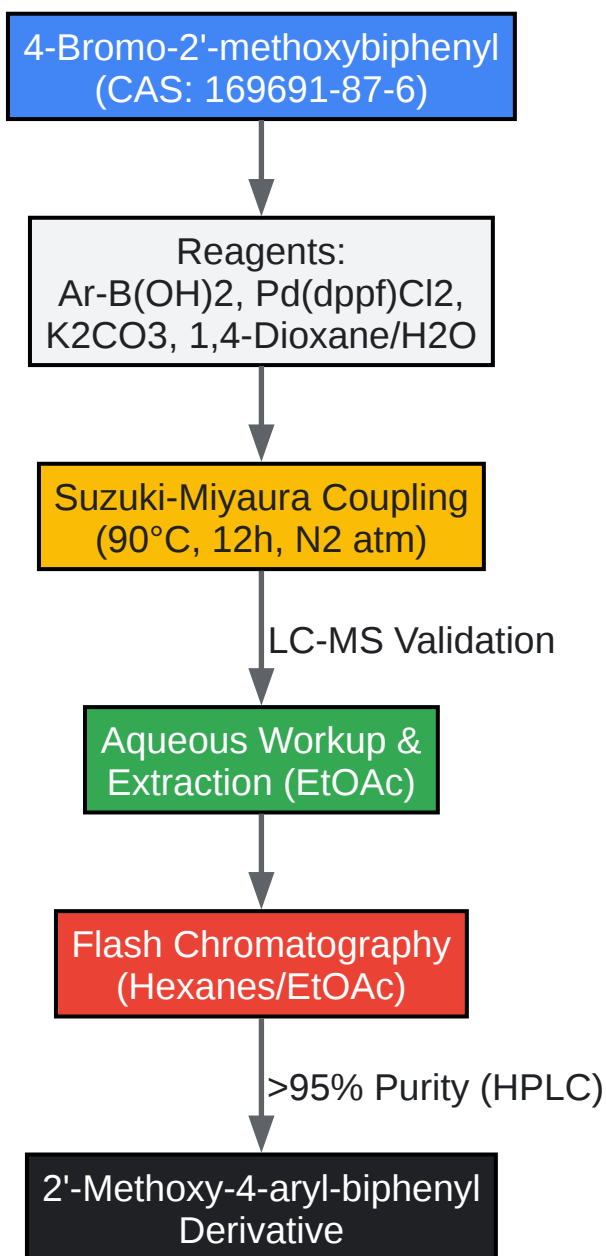 4-Bromo-2'-methoxybiphenyl
(CAS: 169691-87-6)
Reagents:
Ar-B(OH)2, Pd(dppf)Cl2,
K2CO3, 1,4-Dioxane/H2O
Suzuki-Miyaura Coupling
(90°C, 12h, N2 atm)
LC-MS Validation
Aqueous Workup &
Extraction (EtOAc)
Flash Chromatography
(Hexanes/EtOAc)
>95% Purity (HPLC)
2'-Methoxy-4-aryl-biphenyl
Derivative